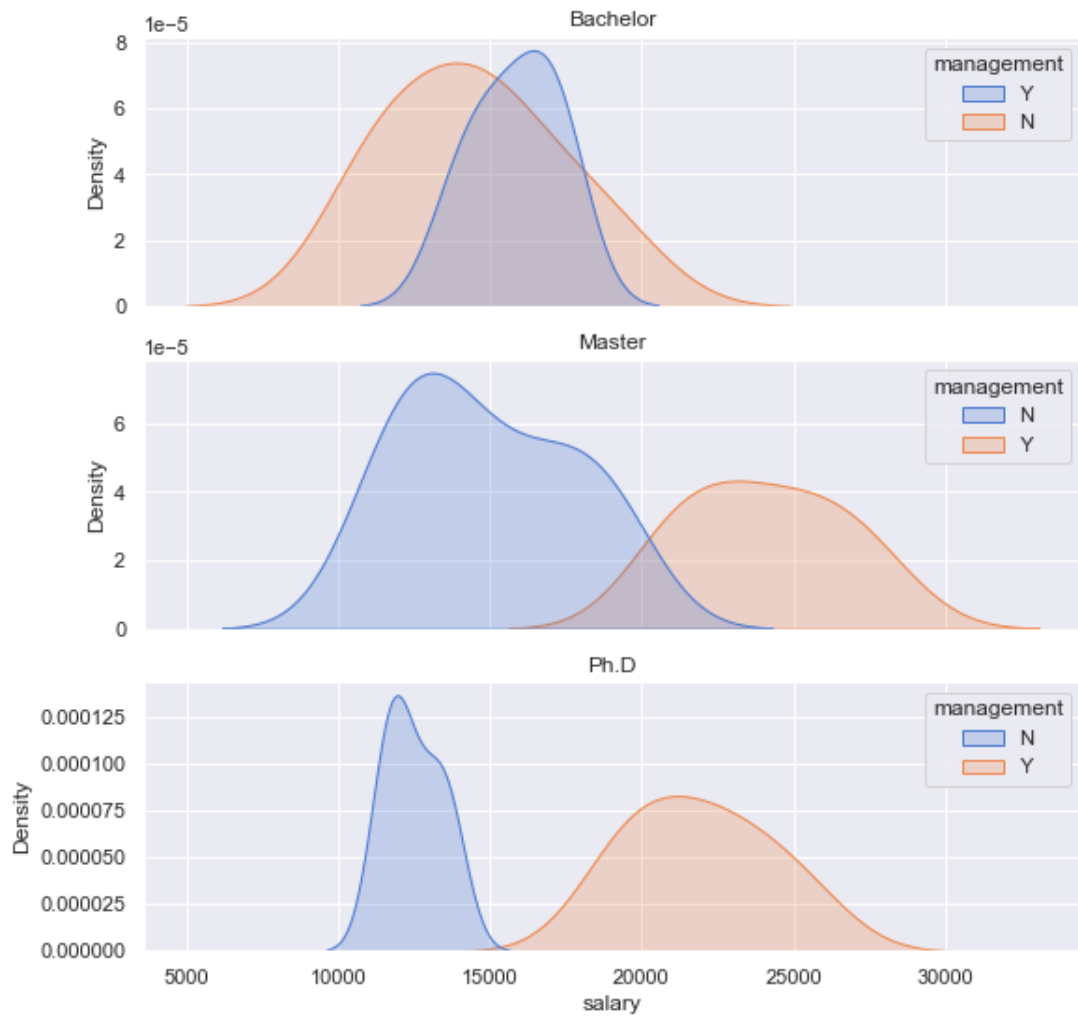 Bachelor
1e−5
8
6
4
2
0
Density
management
Y
N
Master
1e−5
6
4
2
0
Density
management
N
Y
Ph.D
0.000125
0.000100
0.000075
0.000050
0.000025
0.000000
Density
management
N
Y
5000 10000 15000 20000 25000 30000
salary